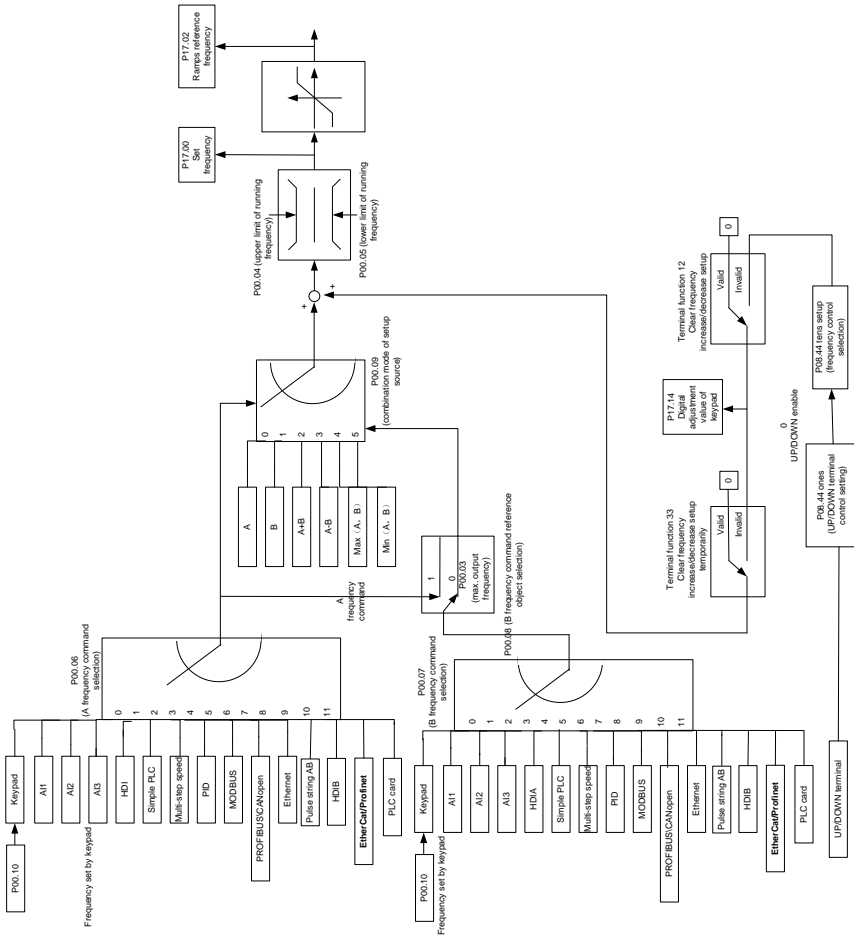 P17.02
Ramps reference
frequency
P17.00
Set
frequency
P00.04 (upper limit of running
frequency)
P00.05 (lower limit of running
frequency)
+
+
P00.09
(combination mode of setup
source)
0
1
2
3
4
5
A
B
A+B
A-B
Max（A，B）
Min（A，B）
A
frequency
command
1
0
P00.03
(max. output
frequency)
P00.08 (B frequency command reference
object selection)
P00.06
(A frequency command
selection)
0
1
2
3
4
5
6
7
8
9
10
11
Keypad
AI1
AI2
AI3
HDI
Simple PLC
Multi-step speed
PID
MODBUS
PROFIBUS\CANopen
Ethernet
Pulse string AB
HDIB
EtherCat/Profinet
PLC card
P00.10
Frequency set by keypad
P00.07
(B frequency command
selection)
0
1
2
3
4
5
6
7
8
9
10
11
Keypad
AI1
AI2
AI3
HDIA
Simple PLC
Multi-step speed
PID
MODBUS
PROFIBUS\CANopen
Ethernet
Pulse string AB
HDIB
EtherCat/Profinet
PLC card
P00.10
Frequency set by keypad
Terminal function 12
Clear frequency
increase/decrease setup
Valid
Invalid
0
P17.14
Digital
adjustment
value of
keypad
Terminal function 33
Clear frequency
increase/decrease setup
temporarily
Valid
Invalid
0
P08.44 tens setup
(frequency control
selection)
0
UP/DOWN enable
P08.44 ones
(UP/DOWN terminal
control setting)
UP/DOWN terminal